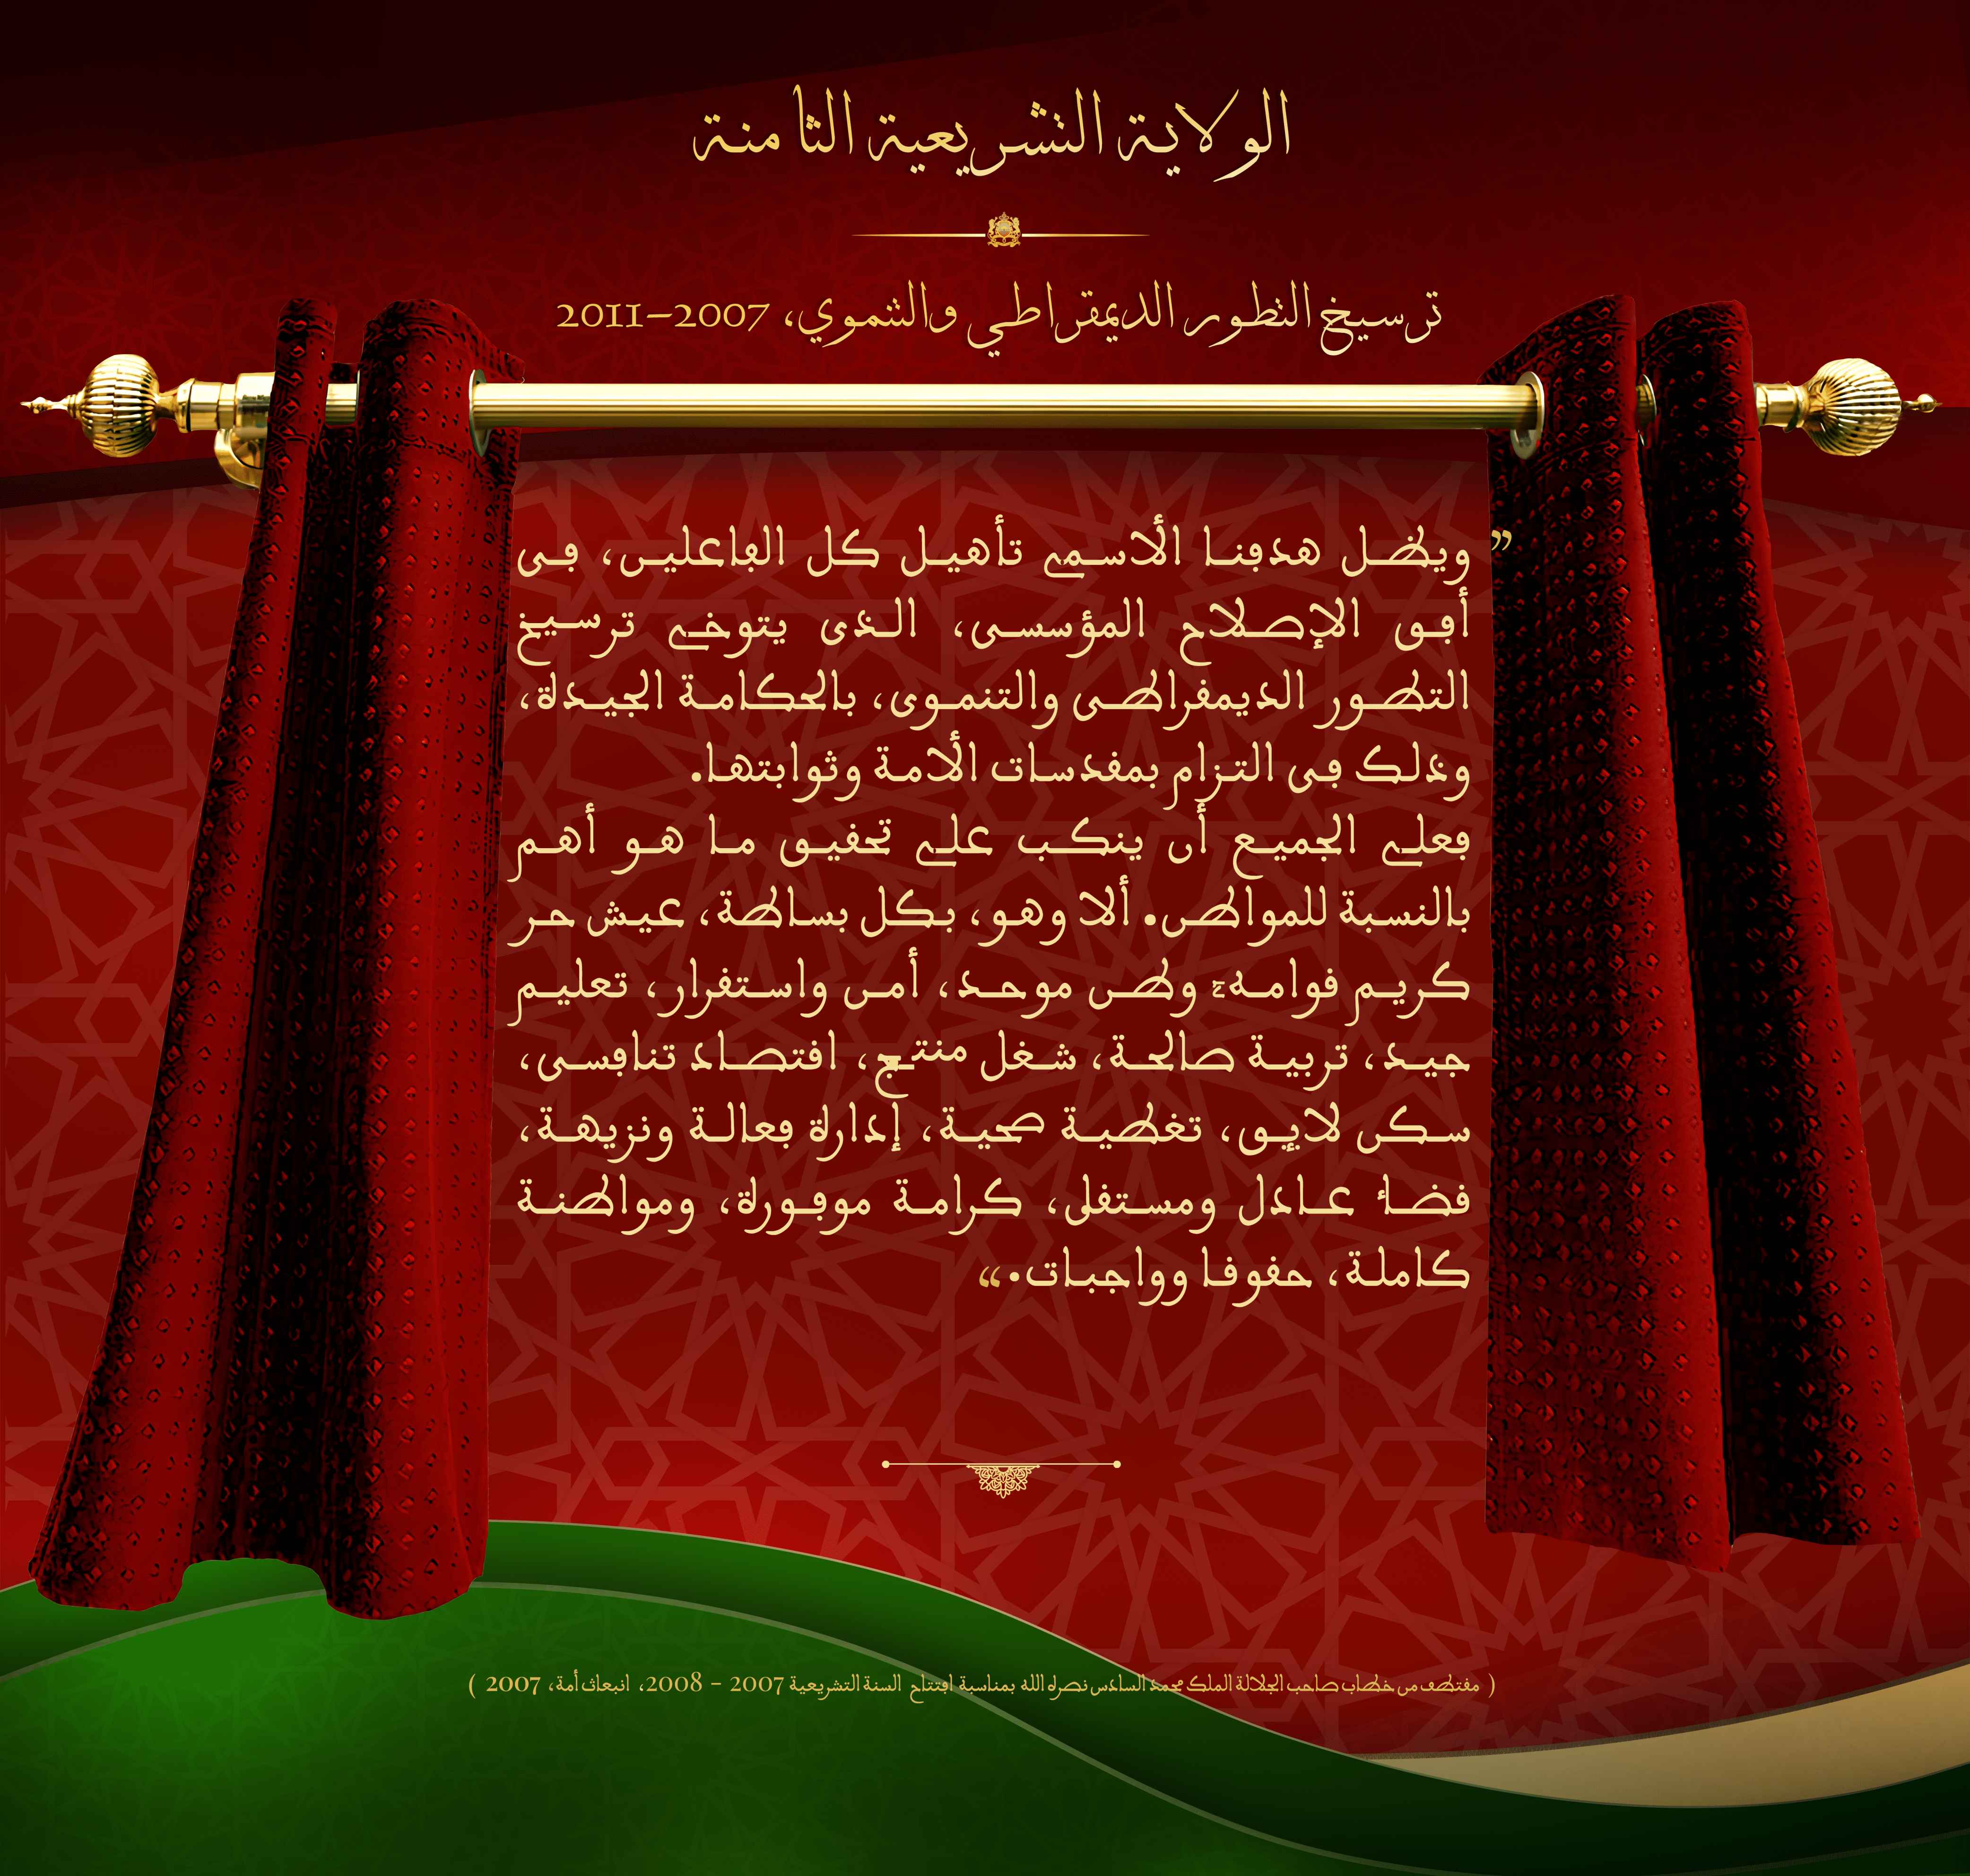 الولاية التشريعية الثامنة
ترسيخ التطور الديمقراطي والتنموي، 2007–2011
”ويظل هدفنا الأسمى تأهيل كل الفاعلين، في
أفق الإصلاح المؤسسي، الذي يتوخى ترسيخ
التطور الديمقراطي والتنموي، بالحكامة الجيدة،
وذلك في التزام بمقدسات الأمة وثوابتها.
فعلى الجميع أن ينكب على تحقيق ما هو أهم
بالنسبة للمواطن. ألا وهو، بكل بساطة، عيش حر
كريم قوامه وطن موحد، أمن واستقرار، تعليم
جيد، تربية صالحة، شغل منتج، اقتصاد تنافسي،
سكن لايق، تغطية صحية، إدارة فعالة ونزيهة،
قضاء عادل ومستقل، كرامة موفورة، ومواطنة
كاملة، حقوقا وواجبات.“
( مقتطف من خطاب صاحب الجلالة الملك محمد السادس نصره الله بمناسبة افتتاح السنة التشريعية 2007 - 2008، انبعاث أمة، 2007 )